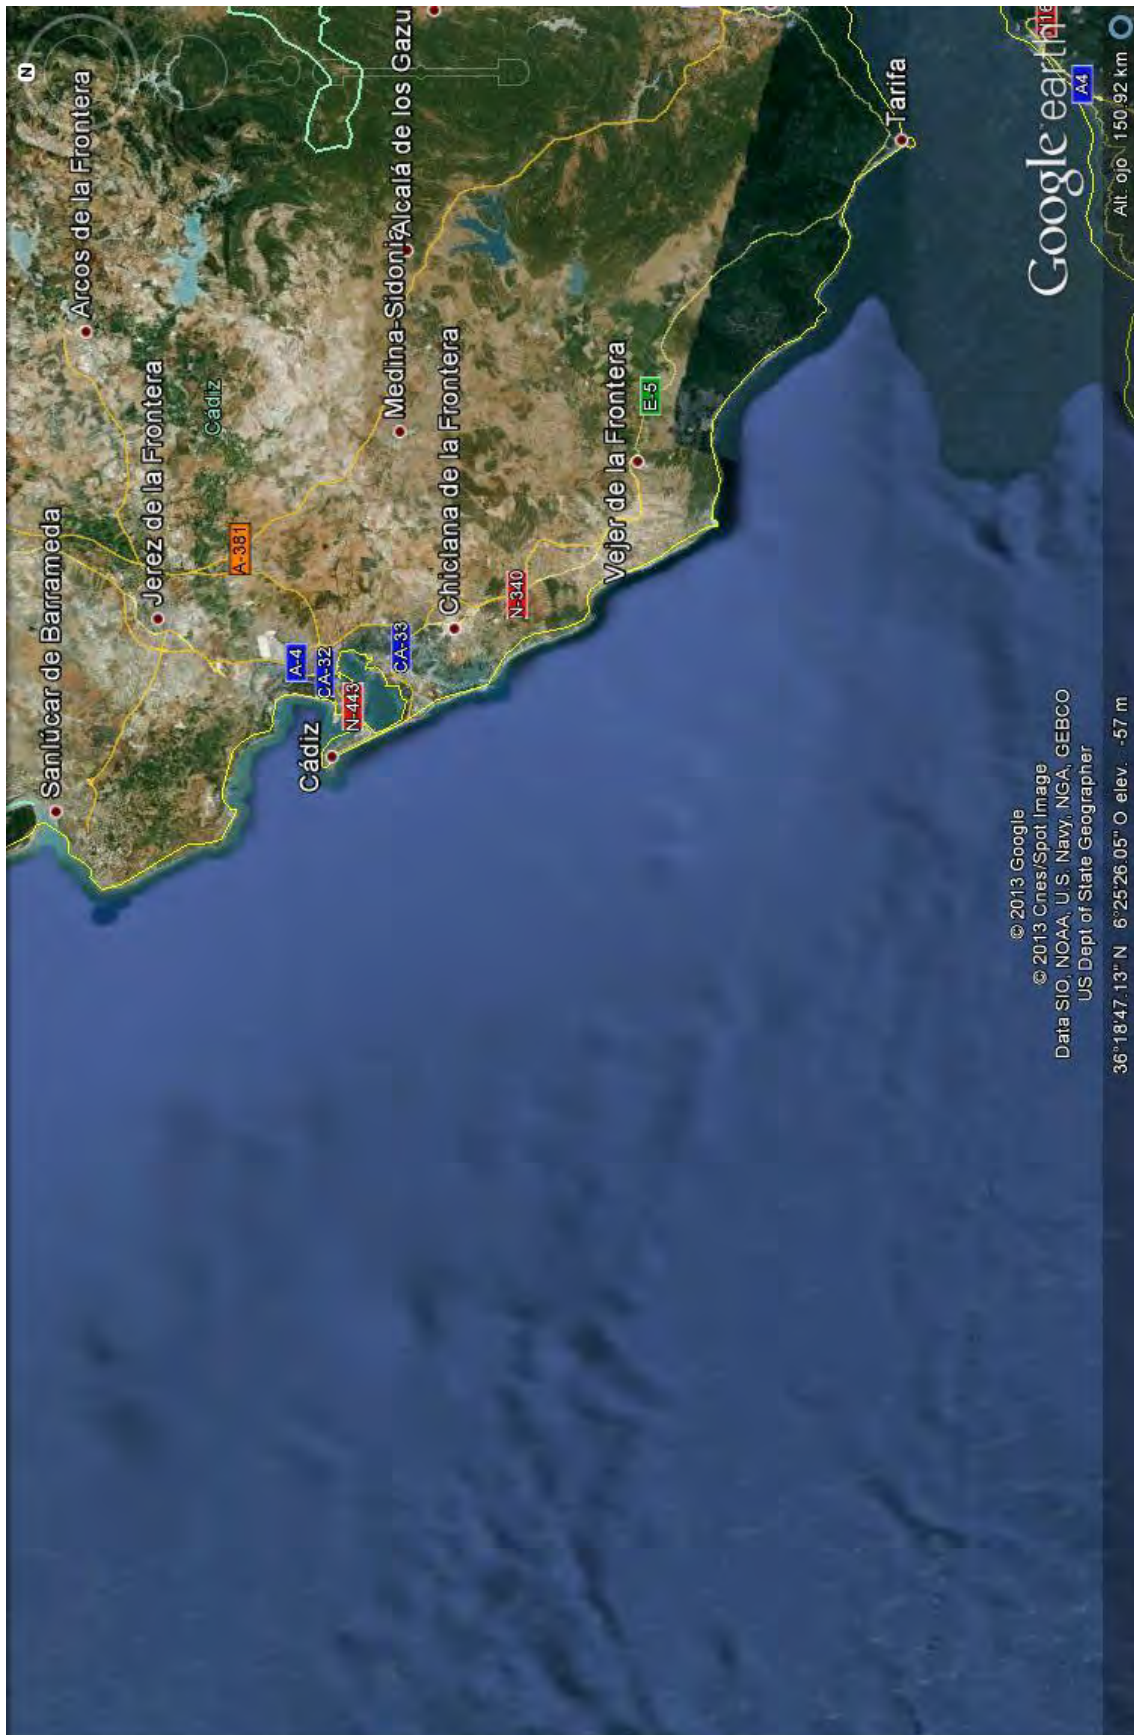 N
Sanlúcar de Barrameda
Arcos de la Frontera
Jerez de la Frontera
Cádiz
A-381
A-4
CA-32
Cádiz
N-443
CA-33
Medina-Sidonia
Alcalá de los Gazu
Chiclana de la Frontera
N-340
Vejer de la Frontera
E-5
Tarifa
A4
© 2013 Google
© 2013 Cnes/Spot Image
Data SIO, NOAA, U.S. Navy, NGA, GEBCO
US Dept of State Geographer
Google earth
36°18'47.13" N 6°25'26.05" O elev. -57 m
Alt. ojo 150.92 km